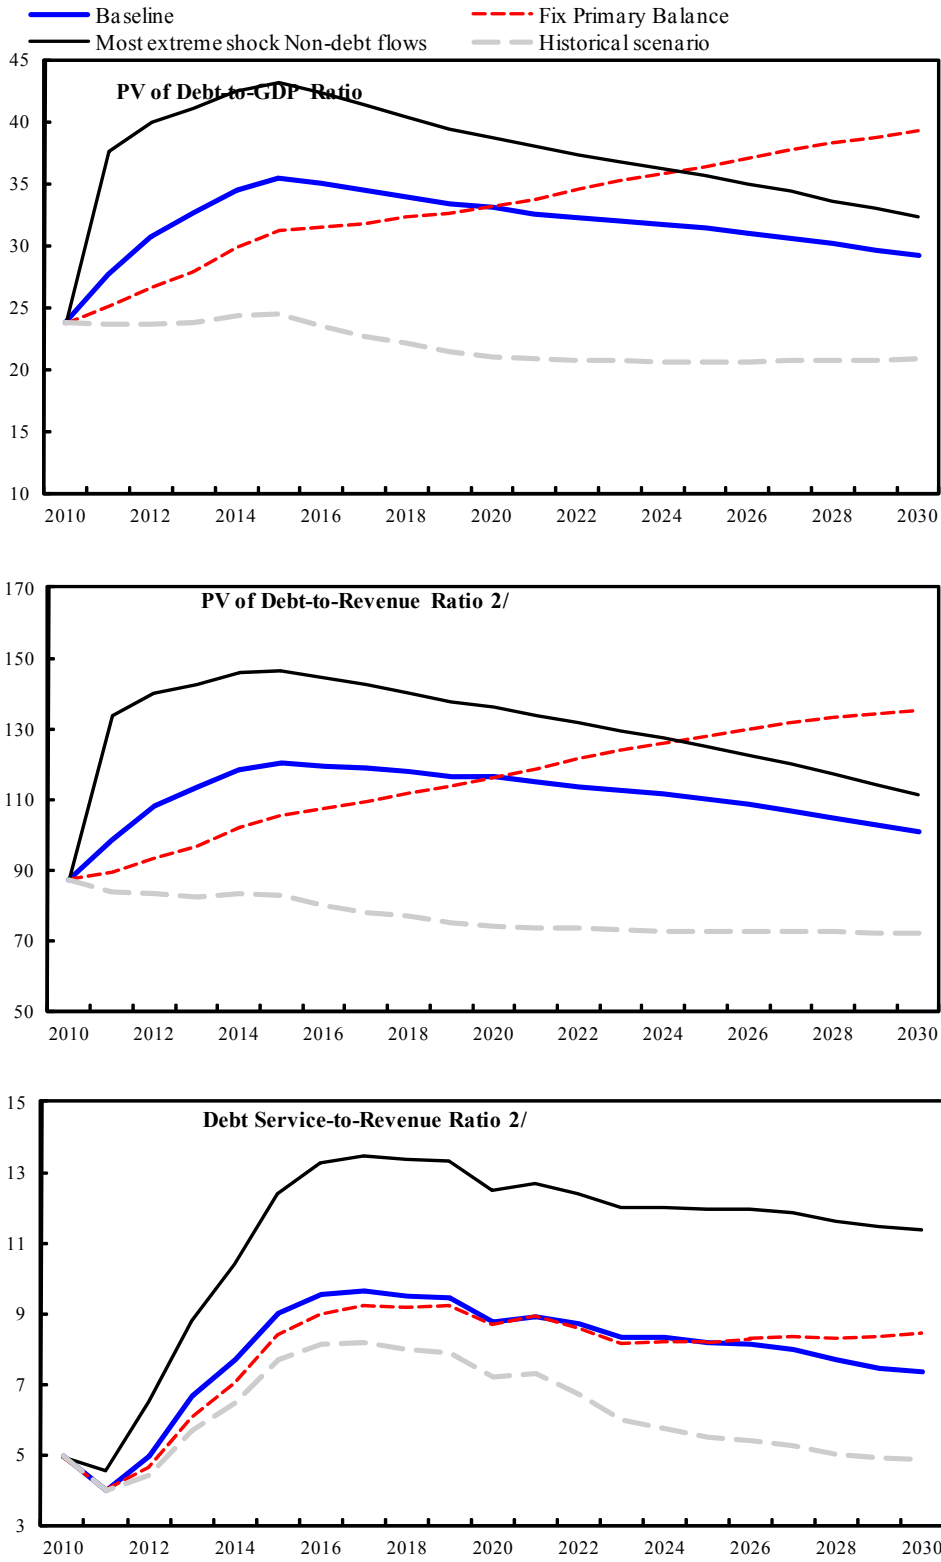 Baseline Fix Primary Balance
Most extreme shock Non-debt flows Historical scenario
45
PV of Debt-to-GDP Ratio
40
35
30
25
20
15
10
2010 2012 2014 2016 2018 2020 2022 2024 2026 2028 2030
170
PV of Debt-to-Revenue Ratio 2/
150
130
110
90
70
50
2010 2012 2014 2016 2018 2020 2022 2024 2026 2028 2030
15
Debt Service-to-Revenue Ratio 2/
13
11
9
7
5
3
2010 2012 2014 2016 2018 2020 2022 2024 2026 2028 2030